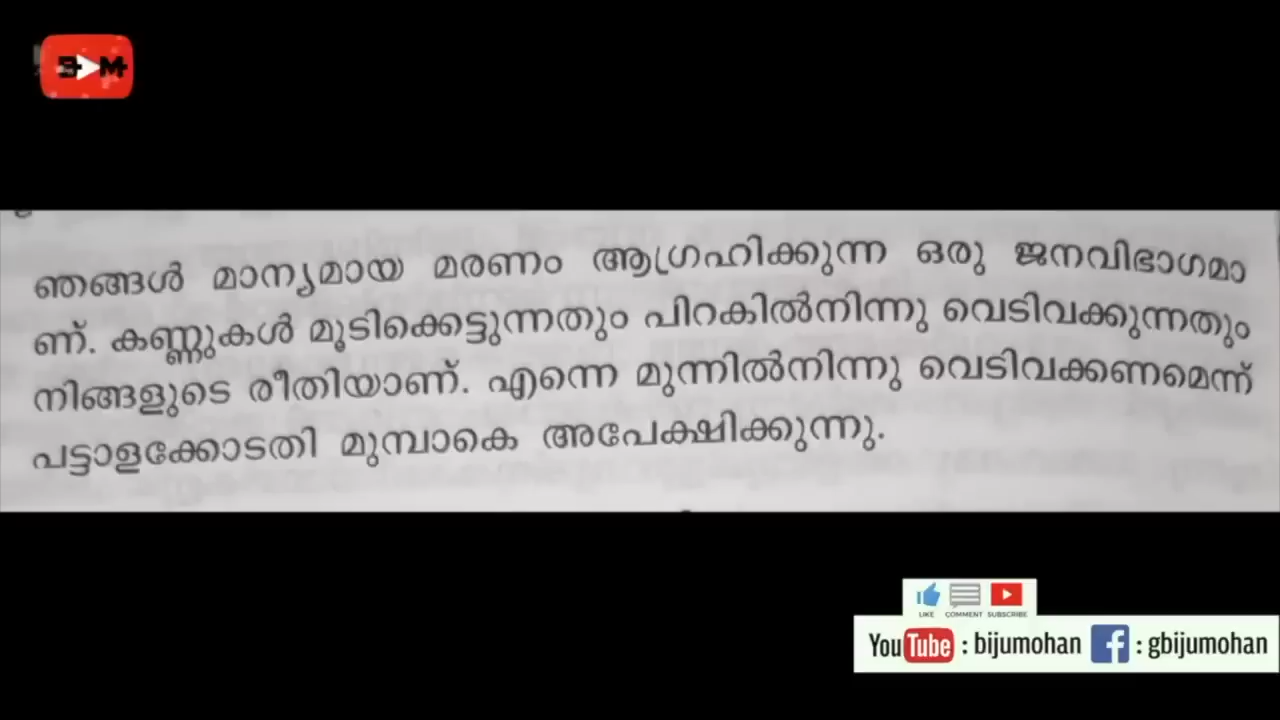 ഞങ്ങൾ മാന്യമായ മരണം ആഗ്രഹിക്കുന്ന ഒരു ജനവിഭാഗമാ
ണ്. കണ്ണുകൾ മൂടിക്കെട്ടുന്നതും പിറകിൽനിന്നു വെടിവക്കുന്നതും
നിങ്ങളുടെ രീതിയാണ്. എന്നെ മുന്നിൽനിന്നു വെടിവക്കണമെന്ന്
പട്ടാളക്കോടതി മുമ്പാകെ അപേക്ഷിക്കുന്നു.
LIKE COMMENT SUBSCRIBE
YouTube : bijumohan f : gbijumohan